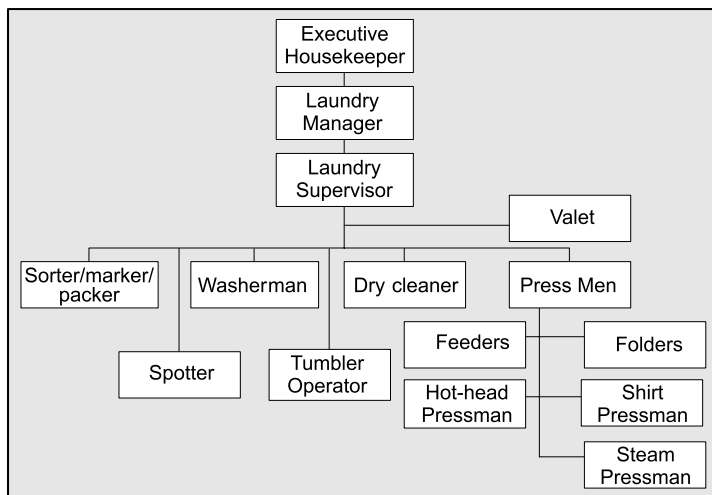 Executive
Housekeeper
Laundry
Manager
Laundry
Supervisor
Valet
Sorter/marker/
packer
Washerman
Dry cleaner
Press Men
Spotter
Tumbler
Operator
Feeders
Folders
Hot-head
Pressman
Shirt
Pressman
Steam
Pressman